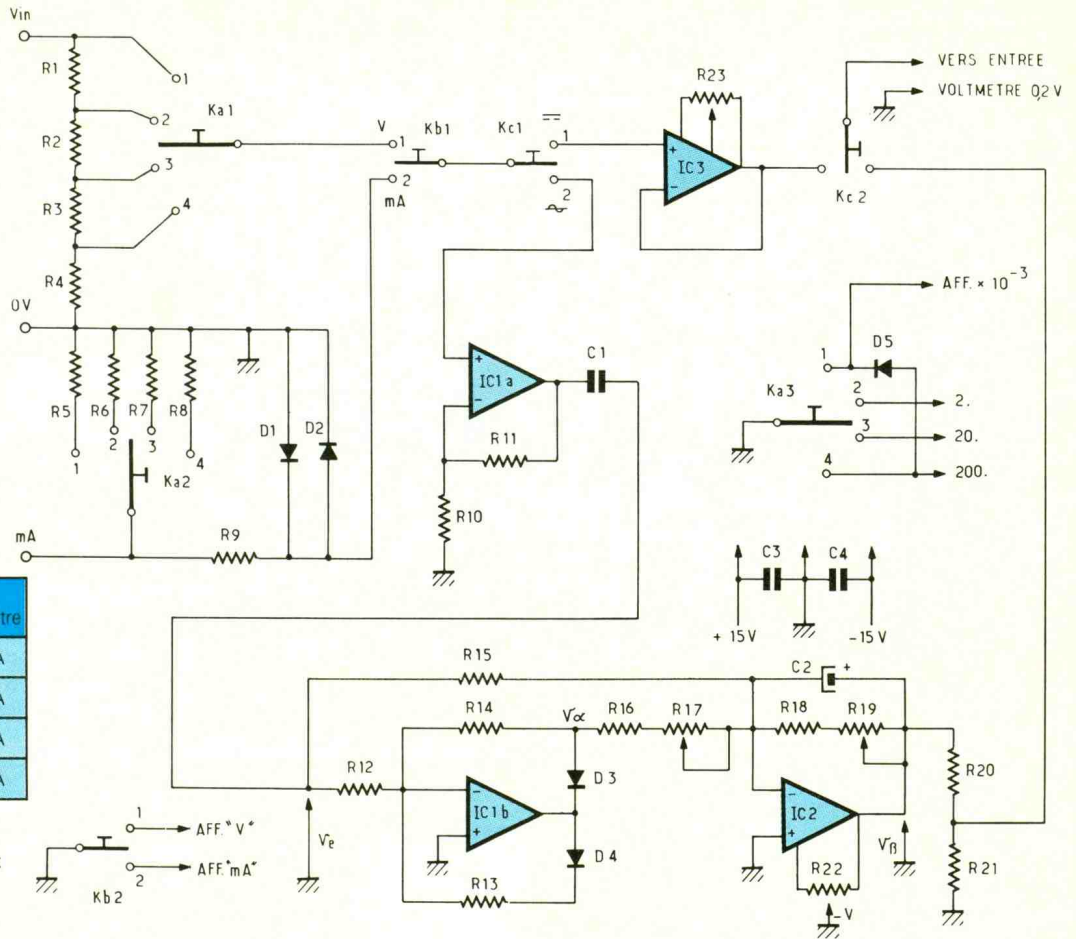 Vin
R1
1
Ka1
2
R2
3
R3
4
R4
0V
R5
R6
R7
R8
1
2
3
4
Ka2
D1
D2
mA
R9
V
1
Kb1
2
mA
Kc1
1
2
R23
+
IC3
-
VERS ENTREE
VOLTMETRE 0,2 V
Kc2
AFF. × 10⁻³
1
D5
Ka3
2
2.
3
20.
4
200.
+
IC1a
-
C1
R11
R10
C3
C4
+ 15V
-15V
tre
A
A
A
A
1
AFF. "V"
2
AFF. "mA"
Kb2
R15
C2
+
R14
Vα
R16
R17
R18
R19
R12
D3
-
IC1b
+
Ve
D4
R13
-
IC2
+
R22
-V
Vβ
R20
R21